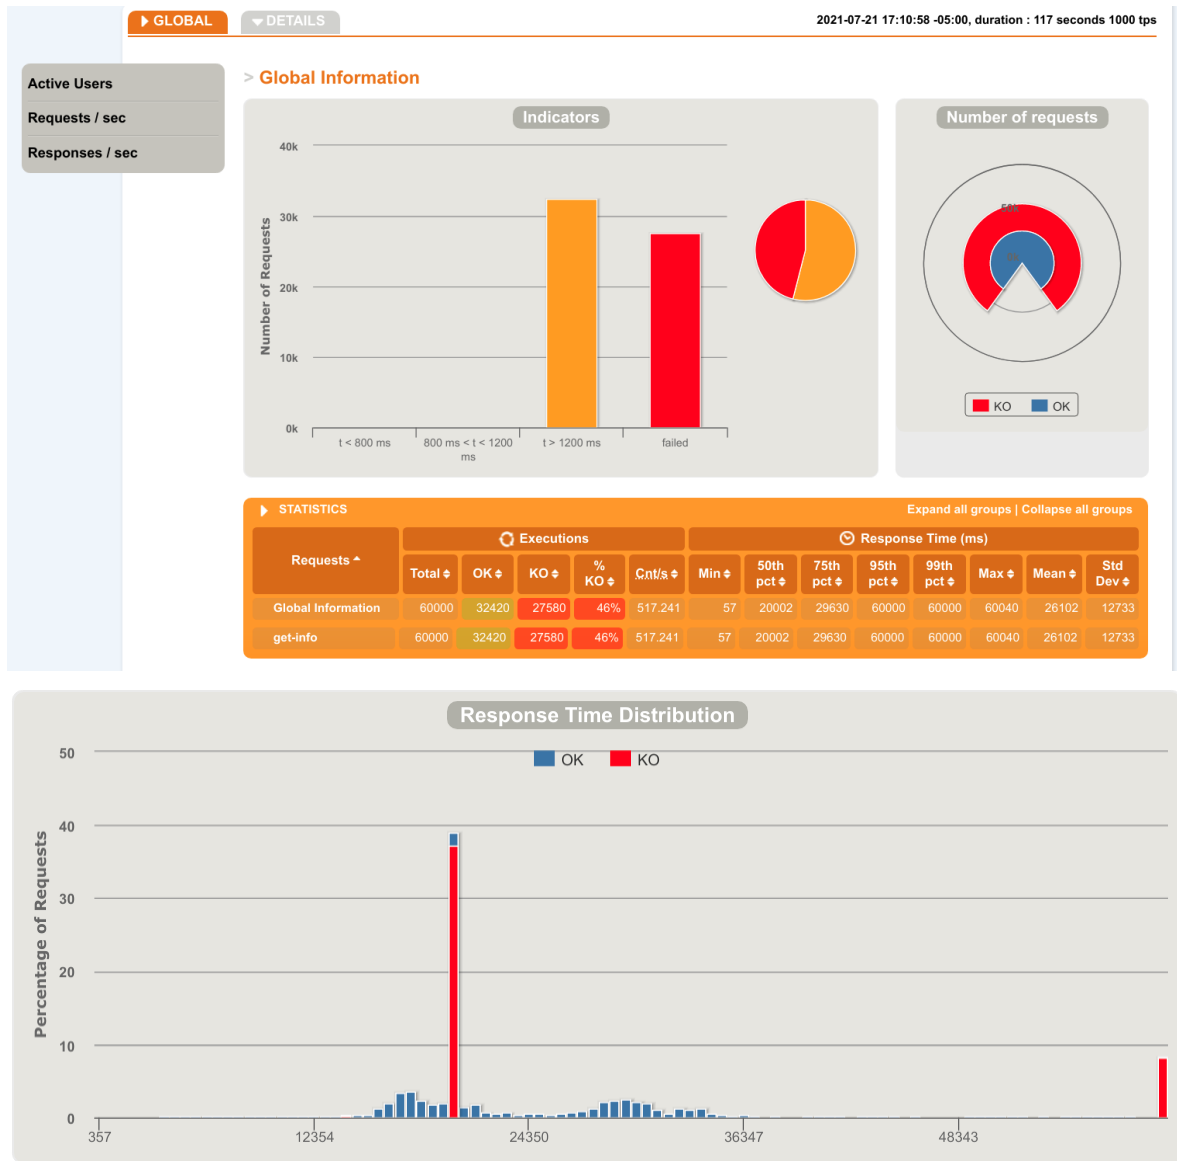 GLOBAL
DETAILS
2021-07-21 17:10:58 -05:00, duration : 117 seconds 1000 tps
Active Users
Requests / sec
Responses / sec
> Global Information
Indicators
40k
30k
20k
10k
0k
Number of Requests
t < 800 ms
800 ms < t < 1200
ms
t > 1200 ms
failed
Number of requests
50k
KO OK
STATISTICS
Expand all groups | Collapse all groups
Requests
Executions
Response Time (ms)
Total OK KO % KO Cnt/s Min 50th pct 75th pct 95th pct 99th pct Max Mean Std Dev
Global Information 60000 32420 27580 46% 517.241 57 20002 29630 60000 60000 60040 26102 12733
get-info 60000 32420 27580 46% 517.241 57 20002 29630 60000 60000 60040 26102 12733
Response Time Distribution
OK KO
50
40
30
20
10
0
Percentage of Requests
357 12354 24350 36347 48343